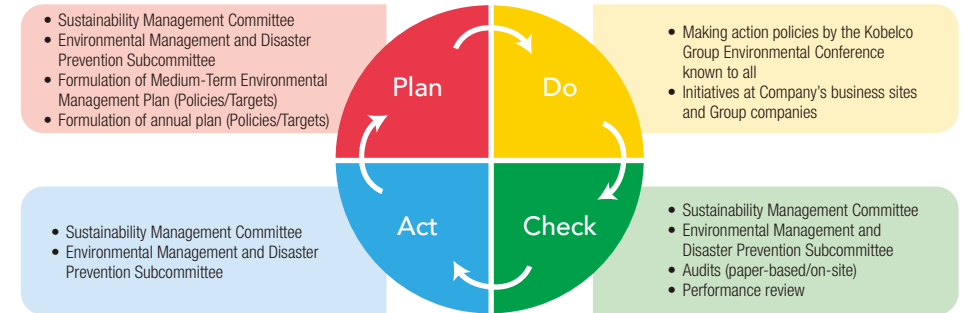 • Sustainability Management Committee
• Environmental Management and Disaster
Prevention Subcommittee
• Formulation of Medium-Term Environmental
Management Plan (Policies/Targets)
• Formulation of annual plan (Policies/Targets)
Plan
Do
• Making action policies by the Kobelco
Group Environmental Conference
known to all
• Initiatives at Company’s business sites
and Group companies
• Sustainability Management Committee
• Environmental Management and Disaster
Prevention Subcommittee
Act
Check
• Sustainability Management Committee
• Environmental Management and
Disaster Prevention Subcommittee
• Audits (paper-based/on-site)
• Performance review